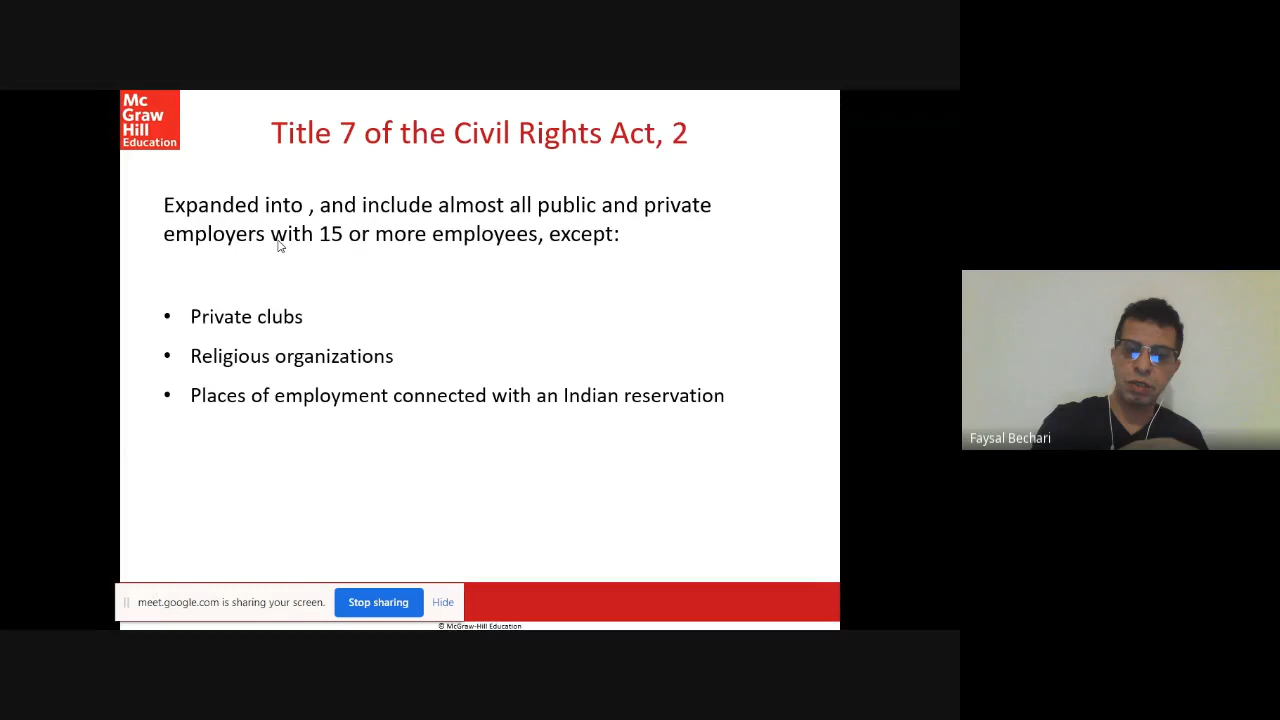 Mc
Graw
Hill
Education
Title 7 of the Civil Rights Act, 2
Expanded into , and include almost all public and private
employers with 15 or more employees, except:
• Private clubs
• Religious organizations
• Places of employment connected with an Indian reservation
Faysal Bechari
meet.google.com is sharing your screen.
Stop sharing
Hide
© McGraw-Hill Education